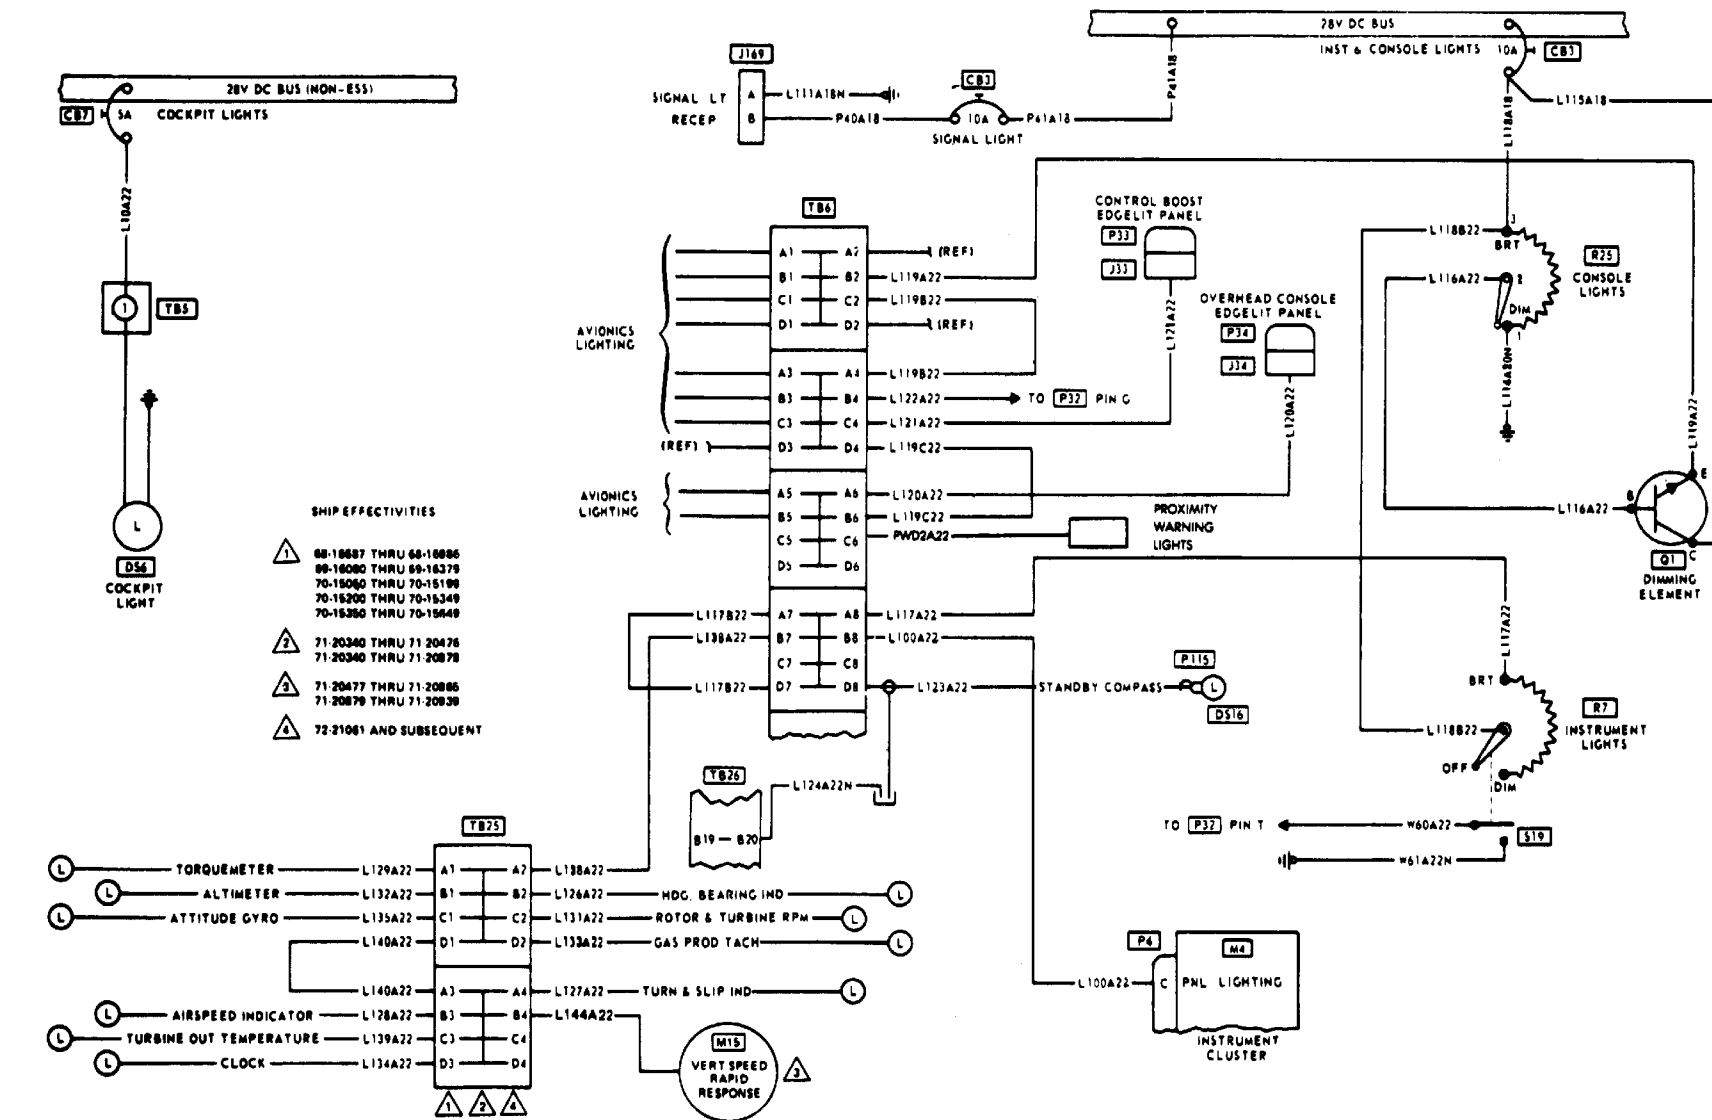 28V DC BUS
INST & CONSOLE LIGHTS 10A CB3
J169
SIGNAL LT A L111A18N
RECEP B P40A18 10A P41A18
CB3
SIGNAL LIGHT
P41A18
L118A18
L115A18
28V DC BUS (NON-ESS)
CB7 5A COCKPIT LIGHTS
L10A22
1 TB5
L
DS6
COCKPIT
LIGHT
TB6
AVIONICS
LIGHTING
A1 A2 (REF)
B1 B2 L119A22
C1 C2 L119B22
D1 D2 (REF)
A3 A4 L119B22
B3 B4 L122A22 TO P32 PIN G
C3 C4 L121A22
(REF) D3 D4 L119C22
AVIONICS
LIGHTING
A5 A6 L120A22
B5 B6 L119C22
C5 C6 PWD2A22
D5 D6
PROXIMITY
WARNING
LIGHTS
L117B22 A7 A8 L117A22
L138A22 B7 B8 L100A22
C7 C8
L117B22 D7 D8 L123A22 STANDBY COMPASS L
P115
DS16
CONTROL BOOST
EDGELIT PANEL
P33
J33
L121A22
OVERHEAD CONSOLE
EDGELIT PANEL
P34
J34
L120A22
L118B22 3
BRT
L116A22 2
DIM
1
R25
CONSOLE
LIGHTS
L114A20N
L119A22
L116A22 B E C
Q1
DIMMING
ELEMENT
L117A22
BRT
L118B22
OFF
DIM
R7
INSTRUMENT
LIGHTS
TO P32 PIN T W60A22
S19
W61A22N
SHIP EFFECTIVITIES
1 68-16687 THRU 68-16986
69-16080 THRU 69-16379
70-15050 THRU 70-15199
70-15200 THRU 70-15349
70-15350 THRU 70-15649
2 71-20340 THRU 71-20476
71-20340 THRU 71-20878
3 71-20477 THRU 71-20865
71-20879 THRU 71-20939
4 72-21061 AND SUBSEQUENT
TB26
L124A22N
B19 B20
TB25
L TORQUEMETER L129A22 A1 A2 L138A22
L ALTIMETER L132A22 B1 B2 L126A22 HDG. BEARING IND L
L ATTITUDE GYRO L135A22 C1 C2 L131A22 ROTOR & TURBINE RPM L
L140A22 D1 D2 L133A22 GAS PROD TACH L
L140A22 A3 A4 L127A22 TURN & SLIP IND L
L AIRSPEED INDICATOR L128A22 B3 B4 L144A22
L TURBINE OUT TEMPERATURE L139A22 C3 C4
L CLOCK L134A22 D3 D4
1 2 4
M15
VERT SPEED
RAPID
RESPONSE
3
P4
M4
L100A22 C PNL LIGHTING
INSTRUMENT
CLUSTER